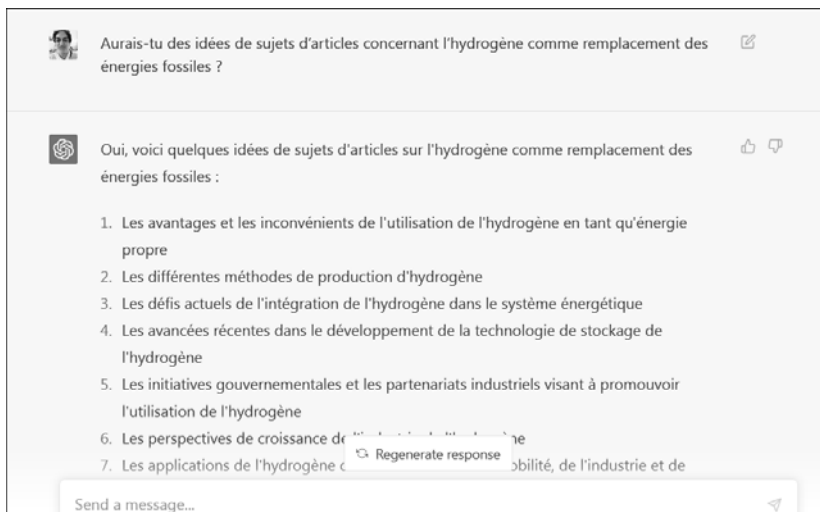 Aurais-tu des idées de sujets d'articles concernant l'hydrogène comme remplacement des
énergies fossiles ?
Oui, voici quelques idées de sujets d'articles sur l'hydrogène comme remplacement des
énergies fossiles :
1. Les avantages et les inconvénients de l'utilisation de l'hydrogène en tant qu'énergie
propre
2. Les différentes méthodes de production d'hydrogène
3. Les défis actuels de l'intégration de l'hydrogène dans le système énergétique
4. Les avancées récentes dans le développement de la technologie de stockage de
l'hydrogène
5. Les initiatives gouvernementales et les partenariats industriels visant à promouvoir
l'utilisation de l'hydrogène
6. Les perspectives de croissance
7. Les applications de l'hydrogène de l'industrie et de
Regenerate response
Send a message...